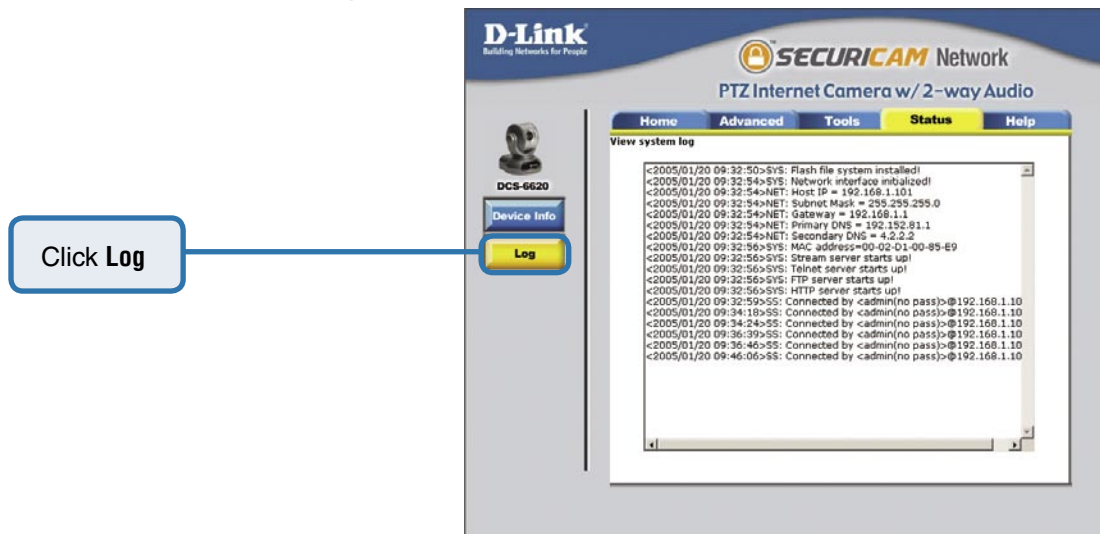 D-Link
Building Networks for People
SECURICAM Network
PTZ Internet Camera w/ 2-way Audio
Home Advanced Tools Status Help
View system log
DCS-6620
Device Info
Log
Click Log
<2005/01/20 09:32:50>SYS: Flash file system installed!
<2005/01/20 09:32:54>SYS: Network interface initialized!
<2005/01/20 09:32:54>NET: Host IP = 192.168.1.101
<2005/01/20 09:32:54>NET: Subnet Mask = 255.255.255.0
<2005/01/20 09:32:54>NET: Gateway = 192.168.1.1
<2005/01/20 09:32:54>NET: Primary DNS = 192.152.81.1
<2005/01/20 09:32:54>NET: Secondary DNS = 4.2.2.2
<2005/01/20 09:32:56>SYS: MAC address=00-02-D1-00-85-E9
<2005/01/20 09:32:56>SYS: Stream server starts up!
<2005/01/20 09:32:56>SYS: Telnet server starts up!
<2005/01/20 09:32:56>SYS: FTP server starts up!
<2005/01/20 09:32:56>SYS: HTTP server starts up!
<2005/01/20 09:32:59>SS: Connected by <admin(no pass)>@192.168.1.10
<2005/01/20 09:34:18>SS: Connected by <admin(no pass)>@192.168.1.10
<2005/01/20 09:34:24>SS: Connected by <admin(no pass)>@192.168.1.10
<2005/01/20 09:36:39>SS: Connected by <admin(no pass)>@192.168.1.10
<2005/01/20 09:36:46>SS: Connected by <admin(no pass)>@192.168.1.10
<2005/01/20 09:46:06>SS: Connected by <admin(no pass)>@192.168.1.10